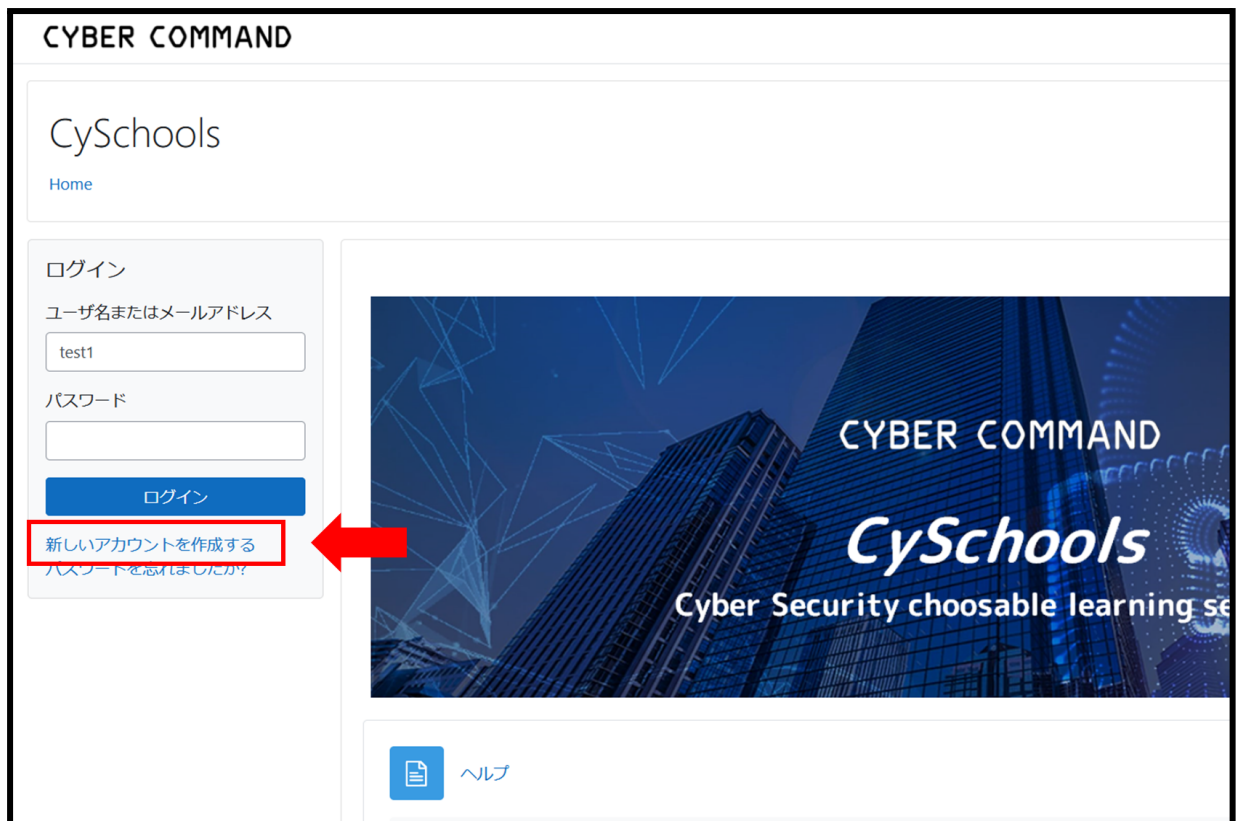 CYBER COMMAND
CySchools
Home
ログイン
ユーザ名またはメールアドレス
test1
パスワード
ログイン
新しいアカウントを作成する
パスワードを忘れましたか?
CYBER COMMAND
CySchools
Cyber Security choosable learning se
ヘルプ